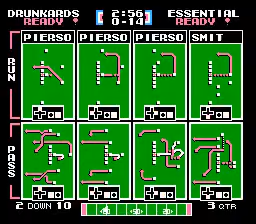 DRUNKARDS 2:56 ESSENTIAL
READY ! 0-14 READY !
PIERSO PIERSO PIERSO SMIT
RUN
PASS
2 DOWN 10 3 QTR
50